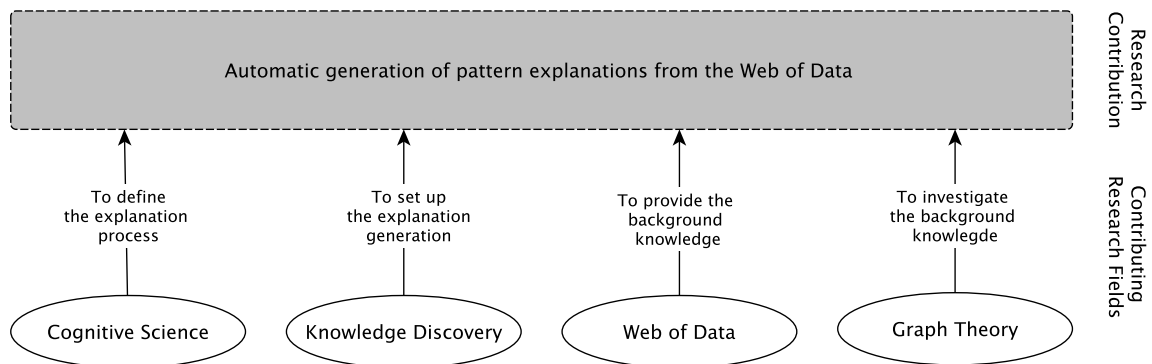 Automatic generation of pattern explanations from the Web of Data
Research
Contribution
To define
the explanation
process
To set up
the explanation
generation
To provide the
background
knowledge
To investigate
the background
knowlegde
Contributing
Research Fields
Cognitive Science
Knowledge Discovery
Web of Data
Graph Theory